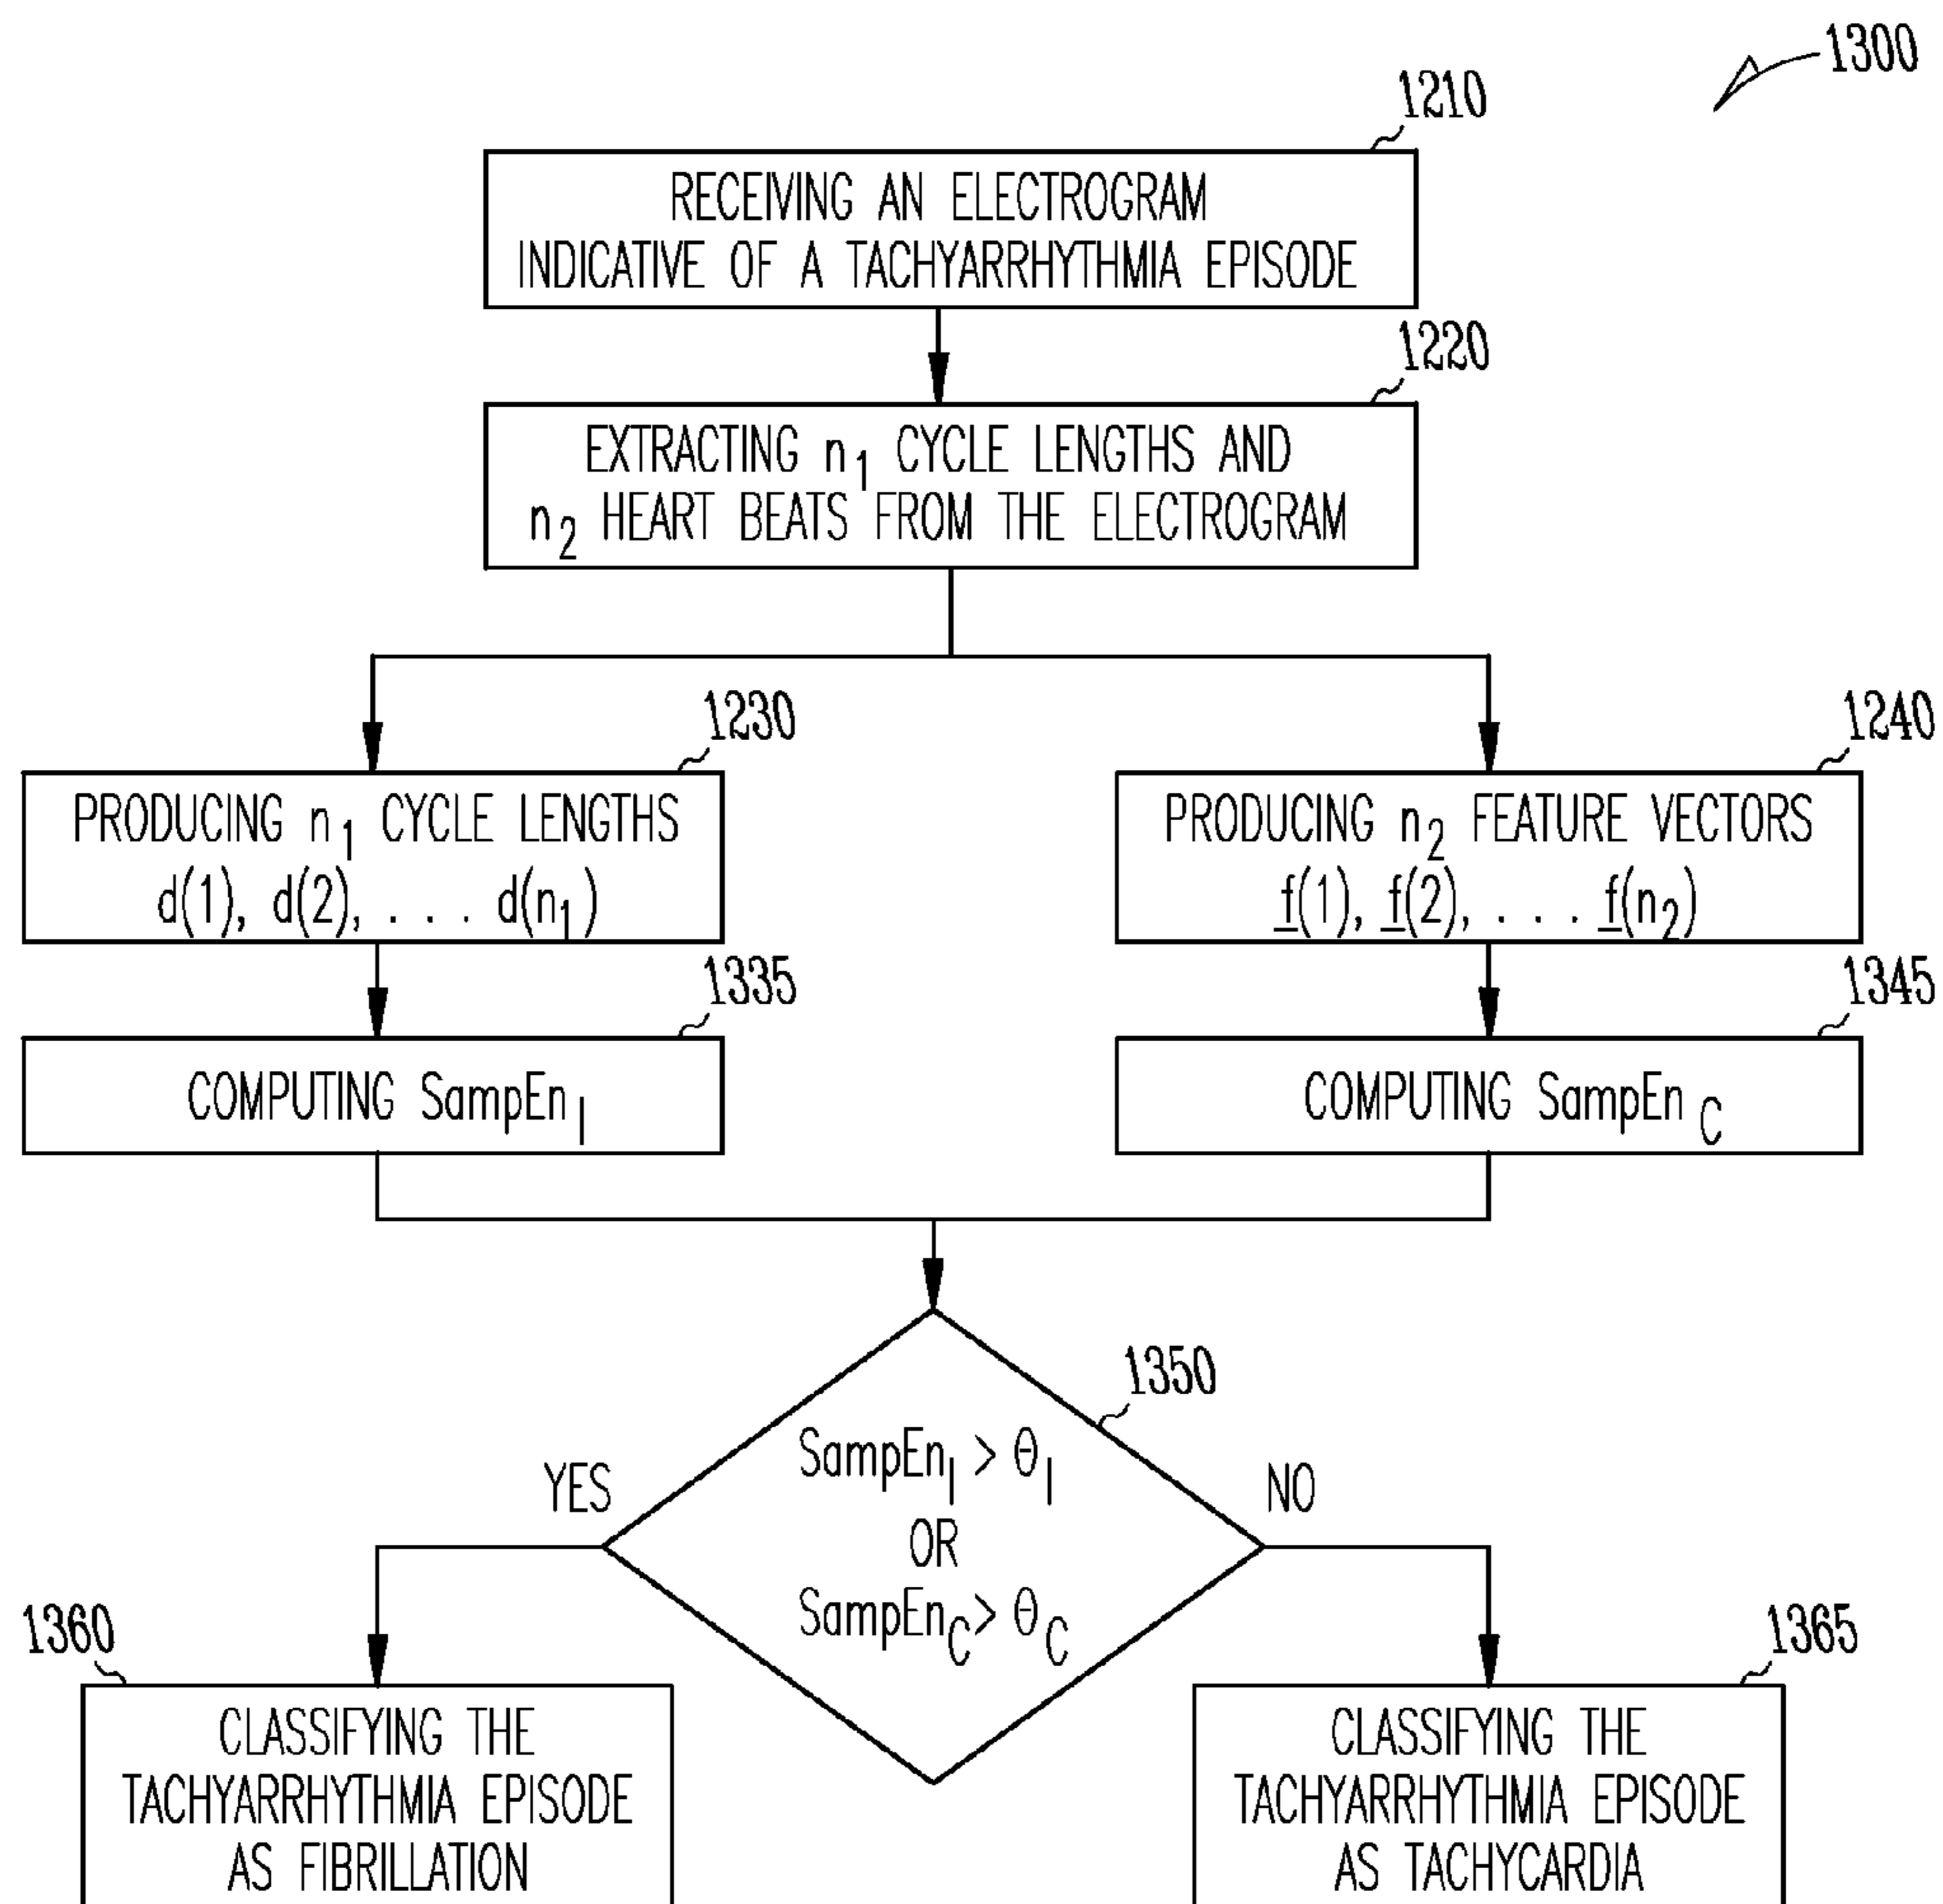 1300
1210
RECEIVING AN ELECTROGRAM
INDICATIVE OF A TACHYARRHYTHMIA EPISODE
1220
EXTRACTING n1 CYCLE LENGTHS AND
n2 HEART BEATS FROM THE ELECTROGRAM
1230
PRODUCING n1 CYCLE LENGTHS
d(1), d(2), . . . d(n1)
1240
PRODUCING n2 FEATURE VECTORS
f(1), f(2), . . . f(n2)
1335
COMPUTING SampEn I
1345
COMPUTING SampEn C
1350
SampEnI > θI
OR
SampEnC > θC
YES
NO
1360
CLASSIFYING THE
TACHYARRHYTHMIA EPISODE
AS FIBRILLATION
1365
CLASSIFYING THE
TACHYARRHYTHMIA EPISODE
AS TACHYCARDIA